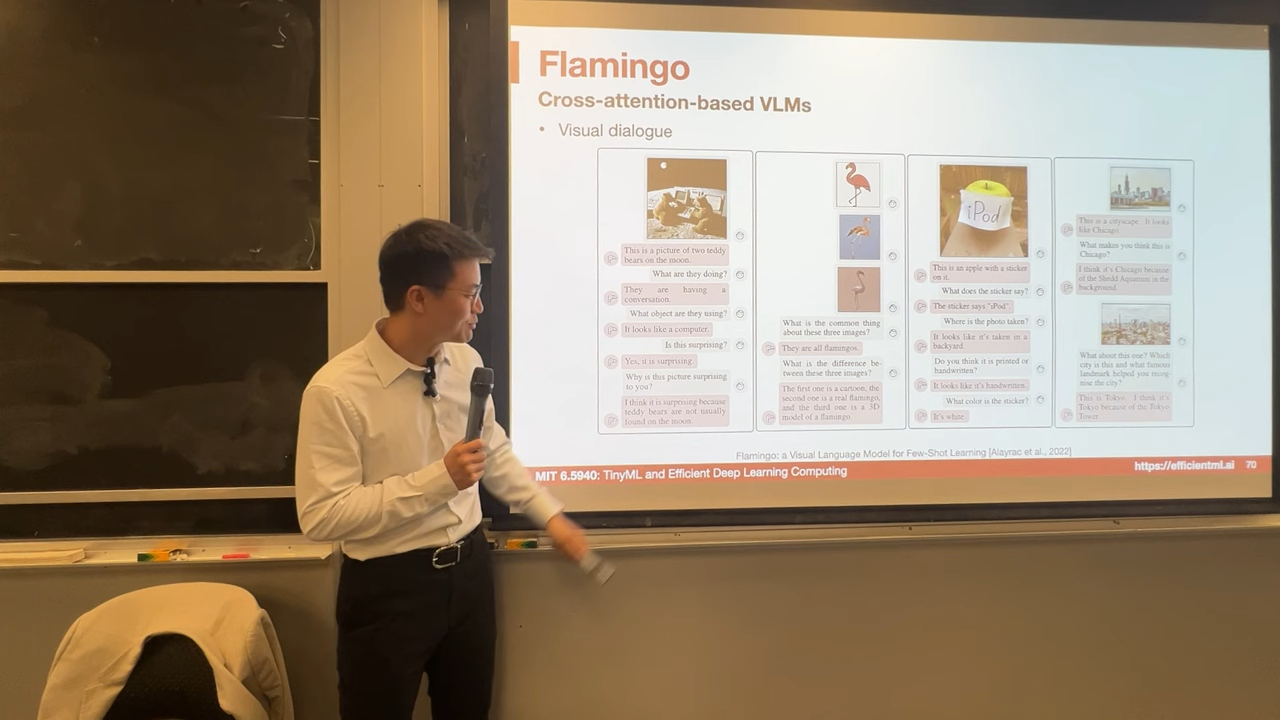 Flamingo
Cross-attention-based VLMs
• Visual dialogue
This is a picture of two teddy
bears on the moon.
What are they doing?
They are having a
conversation.
What object are they using?
It looks like a computer.
Is this surprising?
Yes, it is surprising.
Why is this picture surprising
to you?
I think it is surprising because
teddy bears are not usually
found on the moon.
What is the common thing
about these three images?
They are all flamingos.
What is the difference be-
tween these three images?
The first one is a cartoon, the
second one is a real flamingo,
and the third one is a 3D
model of a flamingo.
iPod
This is an apple with a sticker
on it.
What does the sticker say?
The sticker says "iPod".
Where is the photo taken?
It looks like it's taken in a
backyard.
Do you think it is printed or
handwritten?
It looks like it's handwritten.
What color is the sticker?
It's white.
This is a cityscape. It looks
like Chicago.
What makes you think this is
Chicago?
I think it's Chicago because
of the Shedd Aquarium in the
background.
What about this one? Which
city is this and what famous
landmark helped you recog-
nise the city?
This is Tokyo. I think it's
Tokyo because of the Tokyo
Tower.
Flamingo: a Visual Language Model for Few-Shot Learning [Alayrac et al., 2022]
MIT 6.5940: TinyML and Efficient Deep Learning Computing
https://efficientml.ai
70